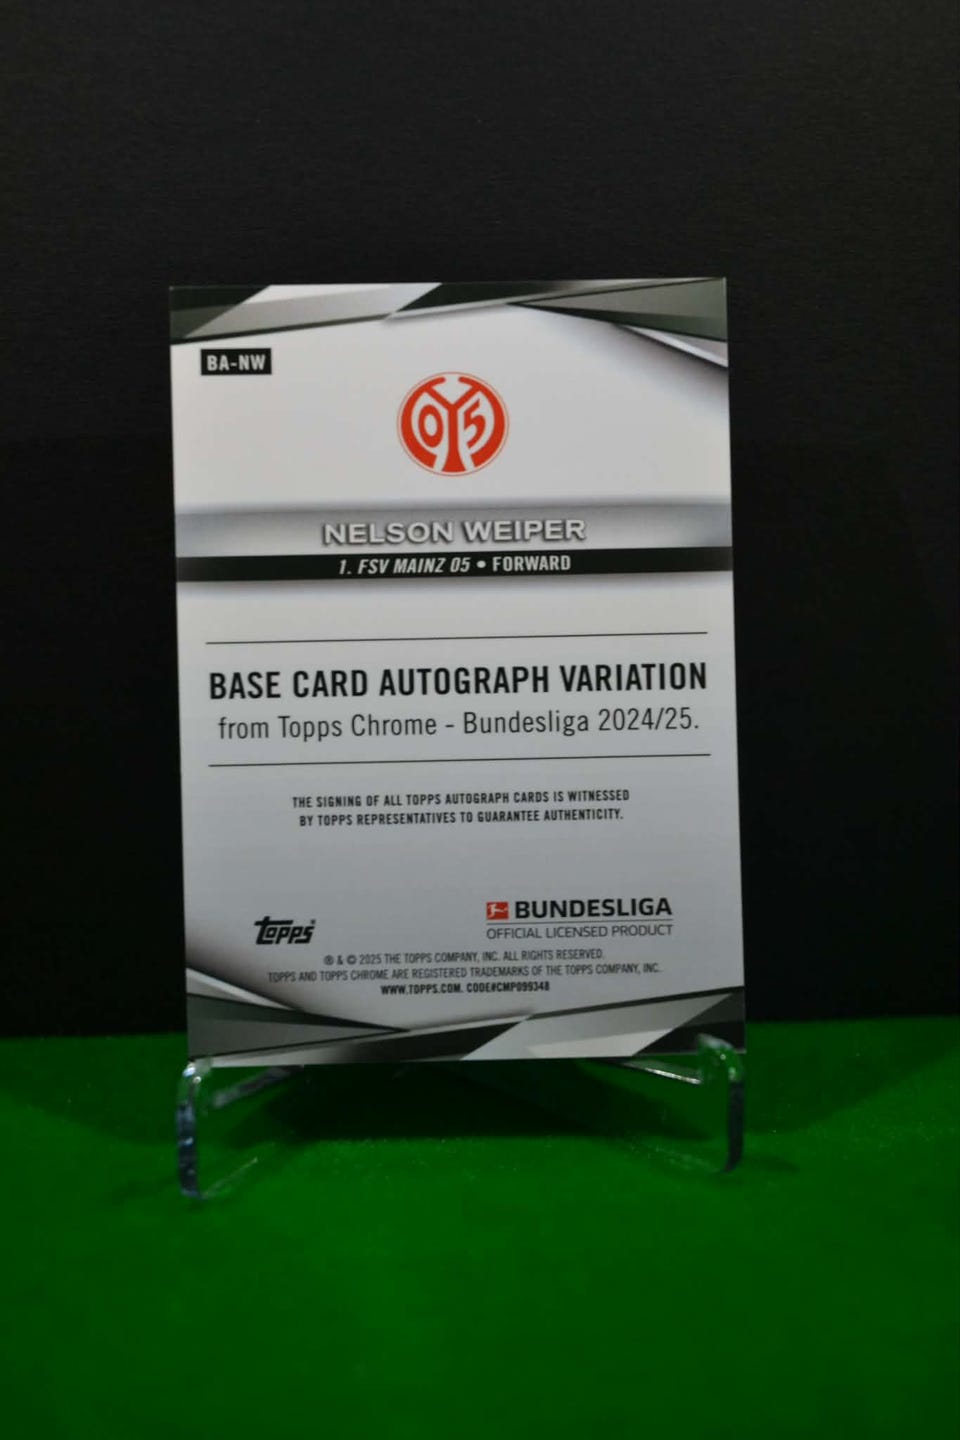 BA-NW
05
NELSON WEIPER
1. FSV MAINZ 05 • FORWARD
BASE CARD AUTOGRAPH VARIATION
from Topps Chrome - Bundesliga 2024/25.
THE SIGNING OF ALL TOPPS AUTOGRAPH CARDS IS WITNESSED
BY TOPPS REPRESENTATIVES TO GUARANTEE AUTHENTICITY.
topps®
BUNDESLIGA
OFFICIAL LICENSED PRODUCT
® & © 2025 THE TOPPS COMPANY, INC. ALL RIGHTS RESERVED.
TOPPS AND TOPPS CHROME ARE REGISTERED TRADEMARKS OF THE TOPPS COMPANY, INC.
WWW.TOPPS.COM. CODE#CMP099348